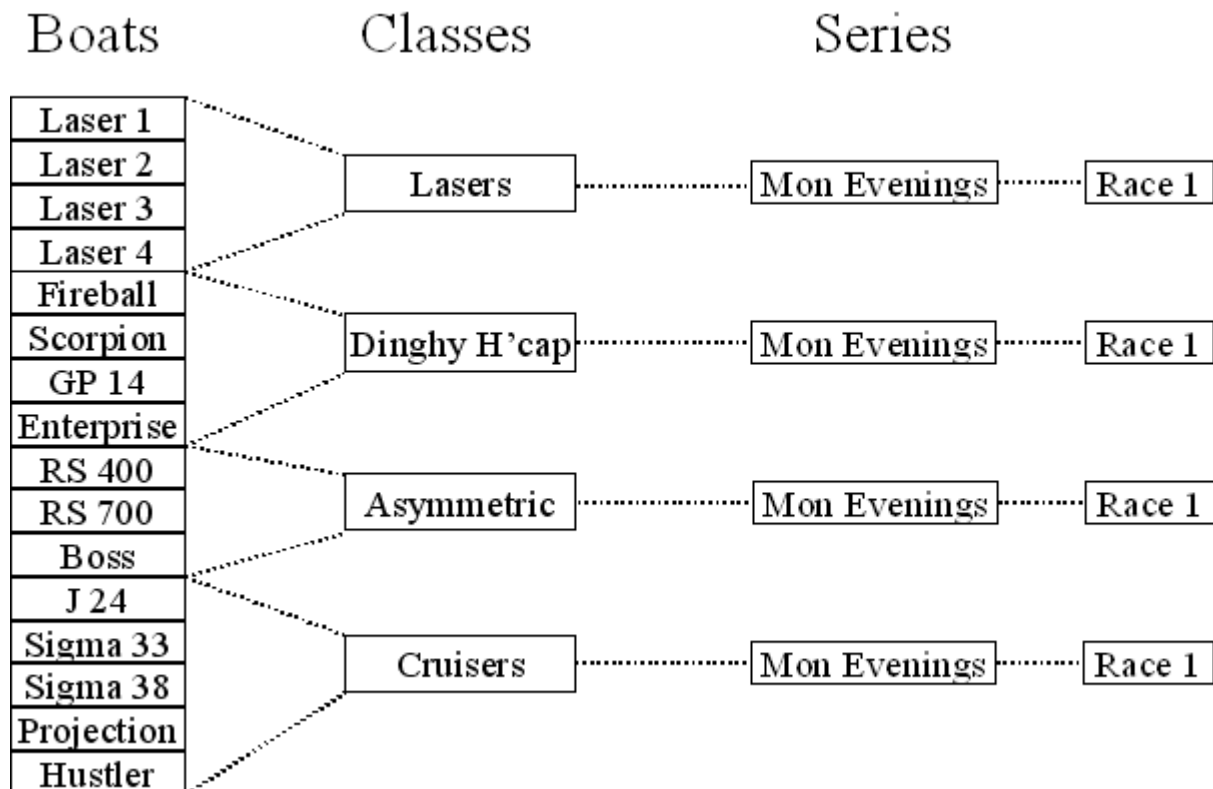 Boats Classes Series
Laser 1
Laser 2
Laser 3
Laser 4
Fireball
Scorpion
GP 14
Enterprise
RS 400
RS 700
Boss
J 24
Sigma 33
Sigma 38
Projection
Hustler
Lasers Mon Evenings Race 1
Dinghy H’cap Mon Evenings Race 1
Asymmetric Mon Evenings Race 1
Cruisers Mon Evenings Race 1